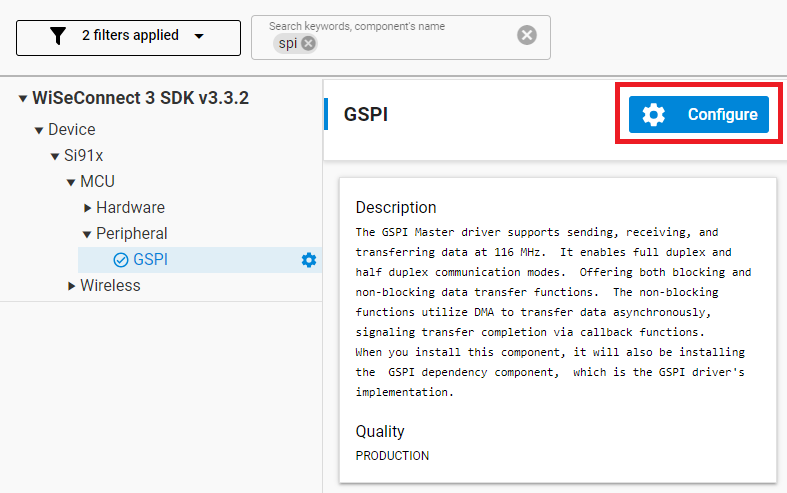 2 filters applied
Search keywords, component's name
spi
WiSeConnect 3 SDK v3.3.2
Device
Si91x
MCU
Hardware
Peripheral
GSPI
Wireless
GSPI
Configure
Description
The GSPI Master driver supports sending, receiving, and
transferring data at 116 MHz.  It enables full duplex and
half duplex communication modes.  Offering both blocking and
non-blocking data transfer functions.  The non-blocking
functions utilize DMA to transfer data asynchronously,
signaling transfer completion via callback functions.
When you install this component, it will also be installing
the  GSPI dependency component,  which is the GSPI driver's
implementation.
Quality
PRODUCTION